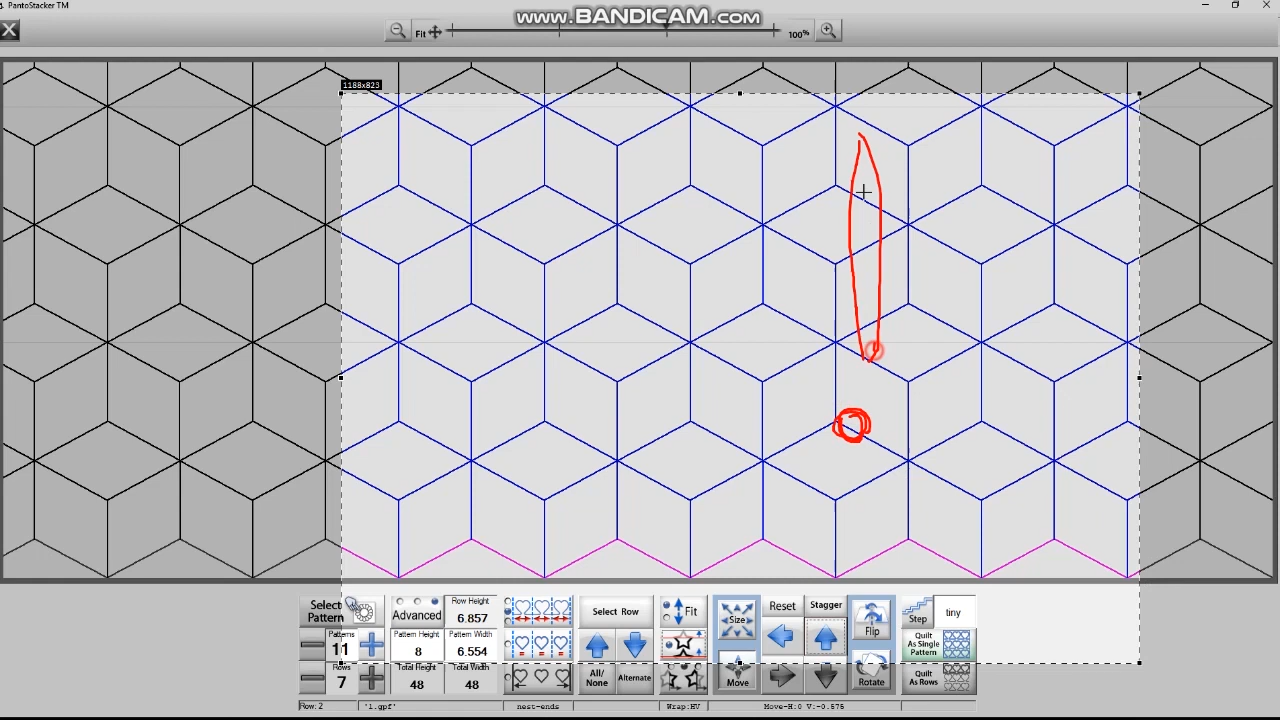 PantoStacker TM
www.BANDICAM.com
Fit
100%
1188x823
Select Pattern
Advanced
Row Height
6.857
Select Row
Fit
Size
Reset
Stagger
Flip
Step
tiny
Patterns
11
Pattern Height
8
Pattern Width
6.554
Quilt As Single Pattern
Rows
7
Total Height
48
Total Width
48
All/None
Alternate
Move
Rotate
Quilt As Rows
Row:2
'1.gpf'
nest-ends
Wrap:HV
Move-H:0 V:-0.575